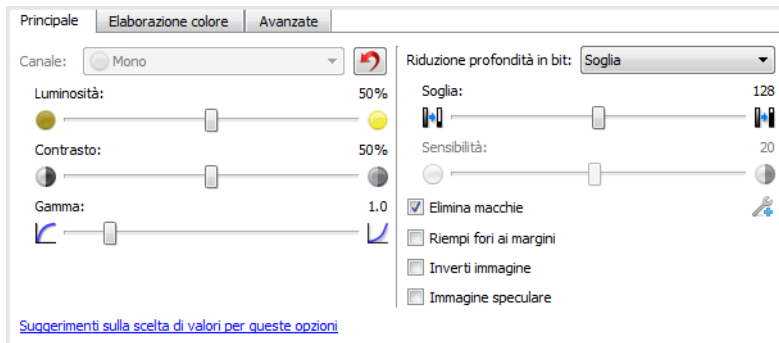 Principale Elaborazione colore Avanzate
Canale: Mono
Luminosità: 50%
Contrasto: 50%
Gamma: 1.0
Riduzione profondità in bit: Soglia
Soglia: 128
Sensibilità: 20
Elimina macchie
Riempi fori ai margini
Inverti immagine
Immagine speculare
Suggerimenti sulla scelta di valori per queste opzioni